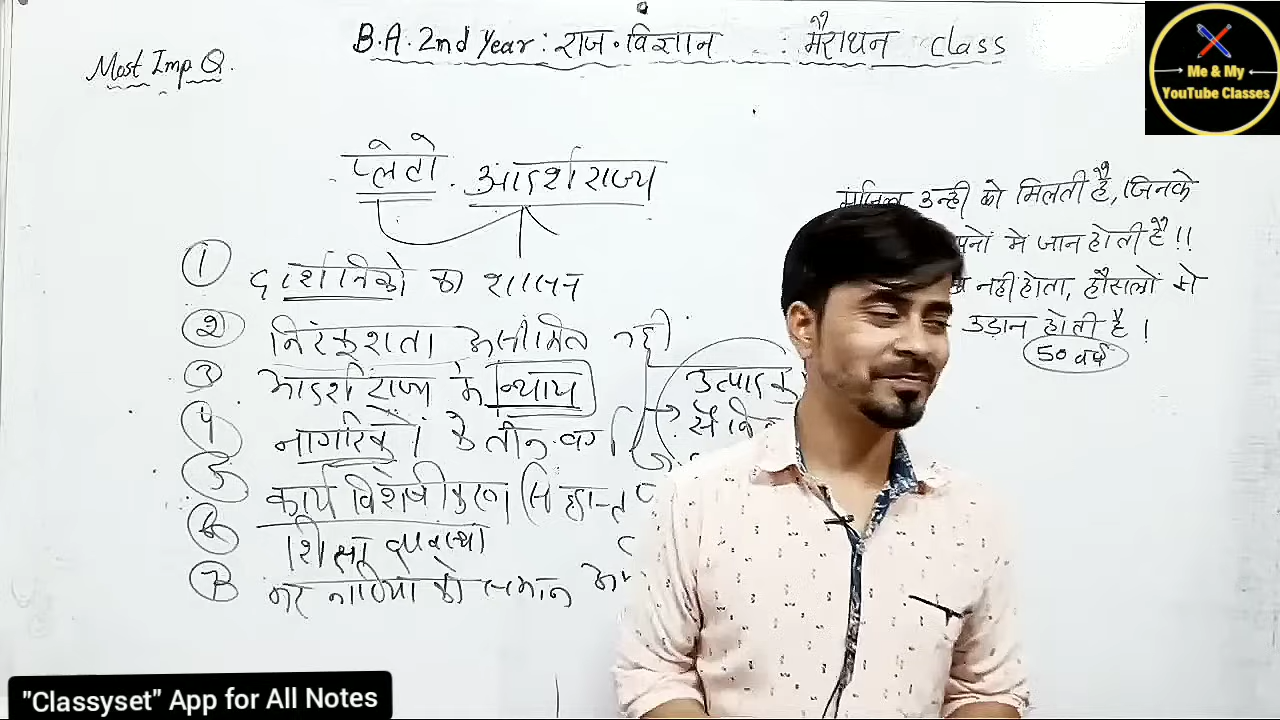 B.A. 2nd Year : राज. विज्ञान : मैराथन Class
Most Imp Q.
Me & My
YouTube Classes
प्लेटो. आदर्श राज्य
उन्ही को मिलती है, जिनके
मे जान होती है !!
नहीं होता, हौसलों से
उड़ान होती है ।
50 वर्ष
1 दार्शनिको का शासन
2 निरंकुशता असीमित नही
3 आदर्श राज्य मे न्याय
4 नागरिकों के तीन वर्ग
5 कार्य विशेषीकरण सिद्धान्त
6 शिक्षा व्यवस्था
7 नर नारियो को समान
उत्पादक
से
"Classyset" App for All Notes